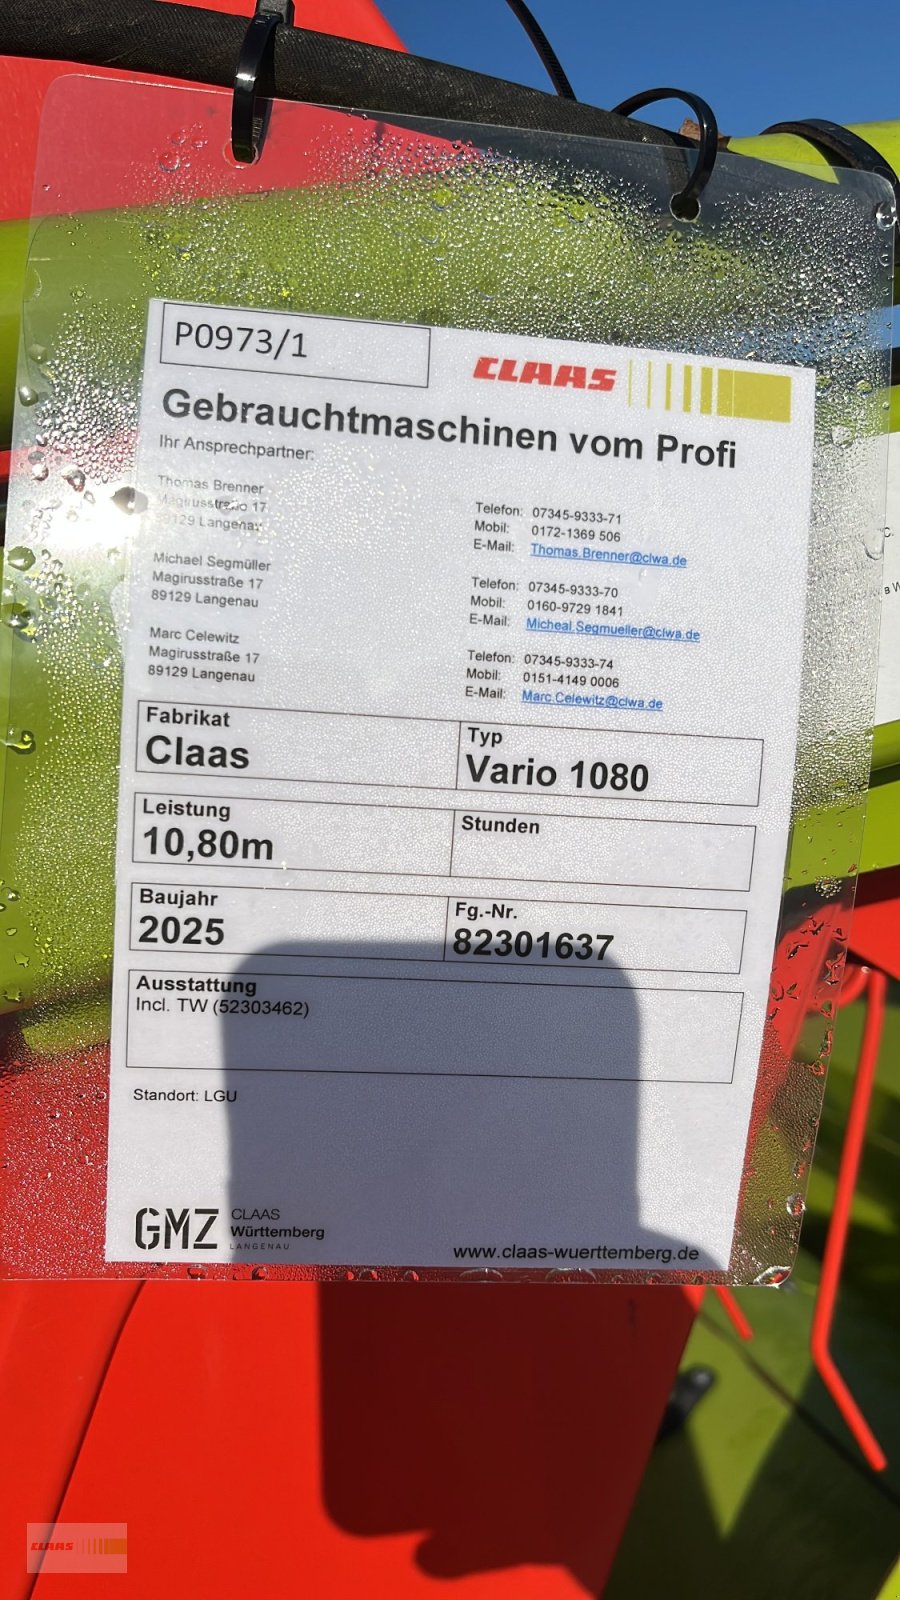 P0973/1
CLAAS
Gebrauchtmaschinen vom Profi
Ihr Ansprechpartner:
Thomas Brenner
Magirusstraße 17
89129 Langenau
Telefon: 07345-9333-71
Mobil: 0172-1369 506
E-Mail: Thomas.Brenner@clwa.de
Michael Segmüller
Magirusstraße 17
89129 Langenau
Telefon: 07345-9333-70
Mobil: 0160-9729 1841
E-Mail: Micheal.Segmueller@clwa.de
Marc Celewitz
Magirusstraße 17
89129 Langenau
Telefon: 07345-9333-74
Mobil: 0151-4149 0006
E-Mail: Marc.Celewitz@clwa.de
Fabrikat
Claas
Typ
Vario 1080
Leistung
10,80m
Stunden
Baujahr
2025
Fg.-Nr.
82301637
Ausstattung
Incl. TW (52303462)
Standort: LGU
GMZ CLAAS
Württemberg
LANGENAU
www.claas-wuerttemberg.de
CLAAS